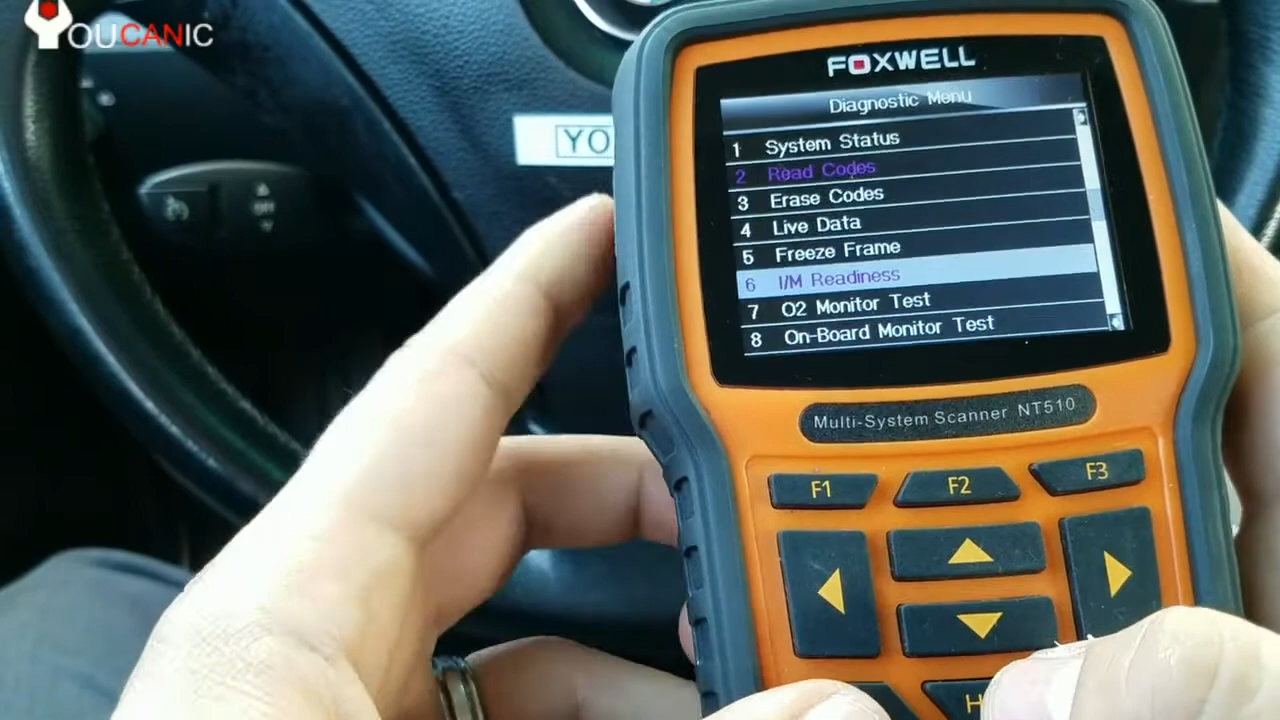 YOUCANIC
FOXWELL
Diagnostic Menu
YO
1 System Status
2 Read Codes
3 Erase Codes
4 Live Data
5 Freeze Frame
6 I/M Readiness
7 O2 Monitor Test
8 On-Board Monitor Test
Multi-System Scanner NT510
F1 F2 F3
H